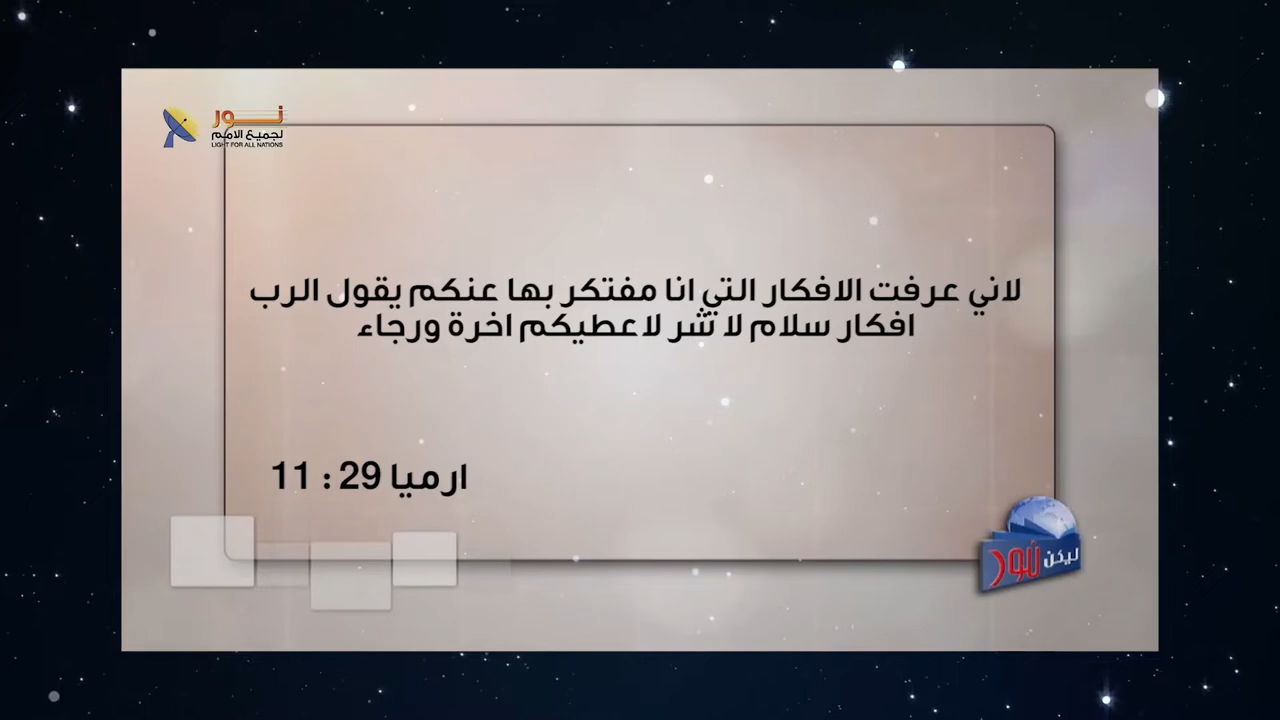 نور
لجميع الامم
LIGHT FOR ALL NATIONS
لاني عرفت الافكار التي انا مفتكر بها عنكم يقول الرب
افكار سلام لا شر لاعطيكم اخرة ورجاء
ارميا 29 : 11
ليكن نور